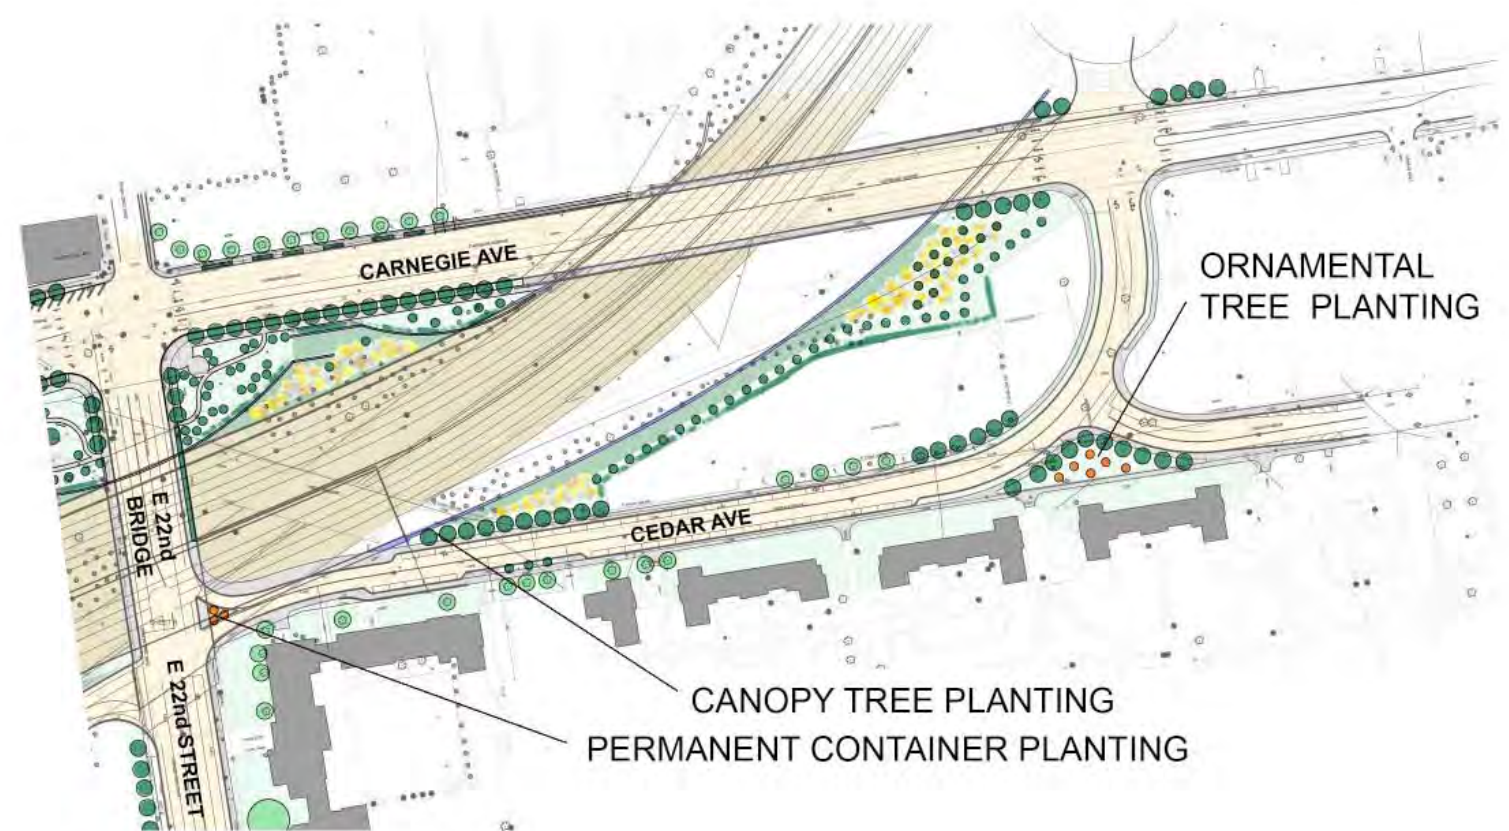 CARNEGIE AVE
ORNAMENTAL
TREE PLANTING
E 22nd
BRIDGE
CEDAR AVE
E 22nd STREET
CANOPY TREE PLANTING
PERMANENT CONTAINER PLANTING